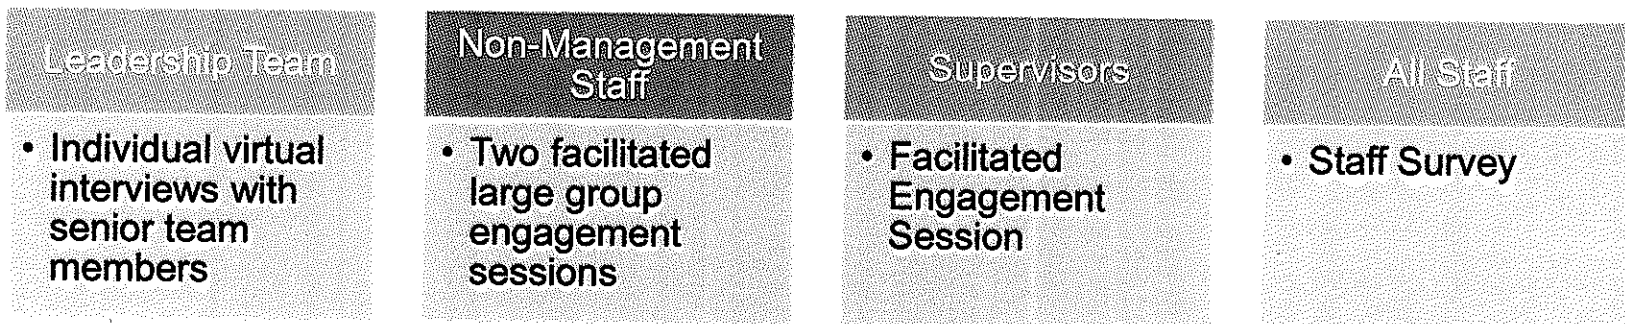 Leadership Team
• Individual virtual
interviews with
senior team
members
Non-Management
Staff
• Two facilitated
large group
engagement
sessions
Supervisors
• Facilitated
Engagement
Session
All Staff
• Staff Survey